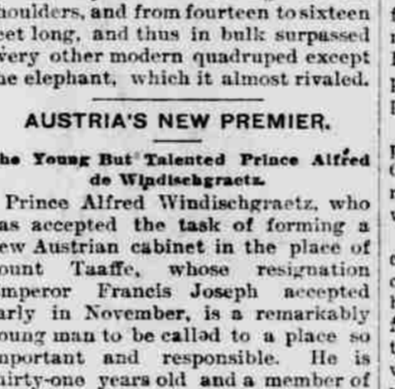 houlders, and from fourteen to sixteen
eet long, and thus in bulk surpassed
very other modern quadruped except
he elephant, which it almost rivaled.
AUSTRIA'S NEW PREMIER.
he Young But Talented Prince Alfred
de Windischgraetz.
Prince Alfred Windischgraetz, who
as accepted the task of forming a
ew Austrian cabinet in the place of
ount Taaffe, whose resignation
mperor Francis Joseph accepted
arly in November, is a remarkably
oung man to be called to a place so
mportant and responsible. He is
hirty-one years old and a member of